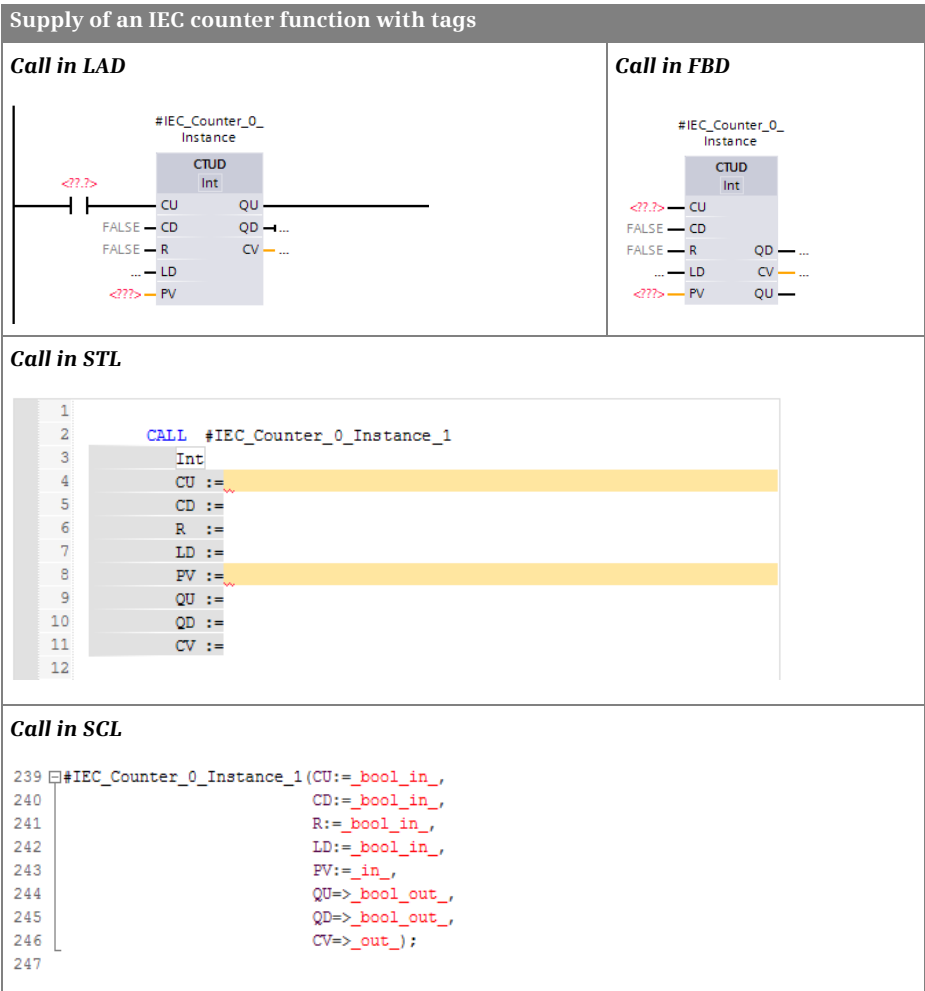 Supply of an IEC counter function with tags
Call in LAD
#IEC_Counter_0_
Instance
CTUD
Int
<??.?>
CU QU
FALSE CD QD ...
FALSE R CV ...
... LD
<???> PV
Call in FBD
#IEC_Counter_0_
Instance
CTUD
Int
<??.?> CU
FALSE CD
FALSE R QD ...
... LD CV ...
<???> PV QU
Call in STL
1
2 CALL #IEC_Counter_0_Instance_1
3 Int
4 CU :=
5 CD :=
6 R :=
7 LD :=
8 PV :=
9 QU :=
10 QD :=
11 CV :=
12
Call in SCL
239 #IEC_Counter_0_Instance_1(CU:=_bool_in_,
240 CD:=_bool_in_,
241 R:=_bool_in_,
242 LD:=_bool_in_,
243 PV:=_in_,
244 QU=>_bool_out_,
245 QD=>_bool_out_,
246 CV=>_out_);
247